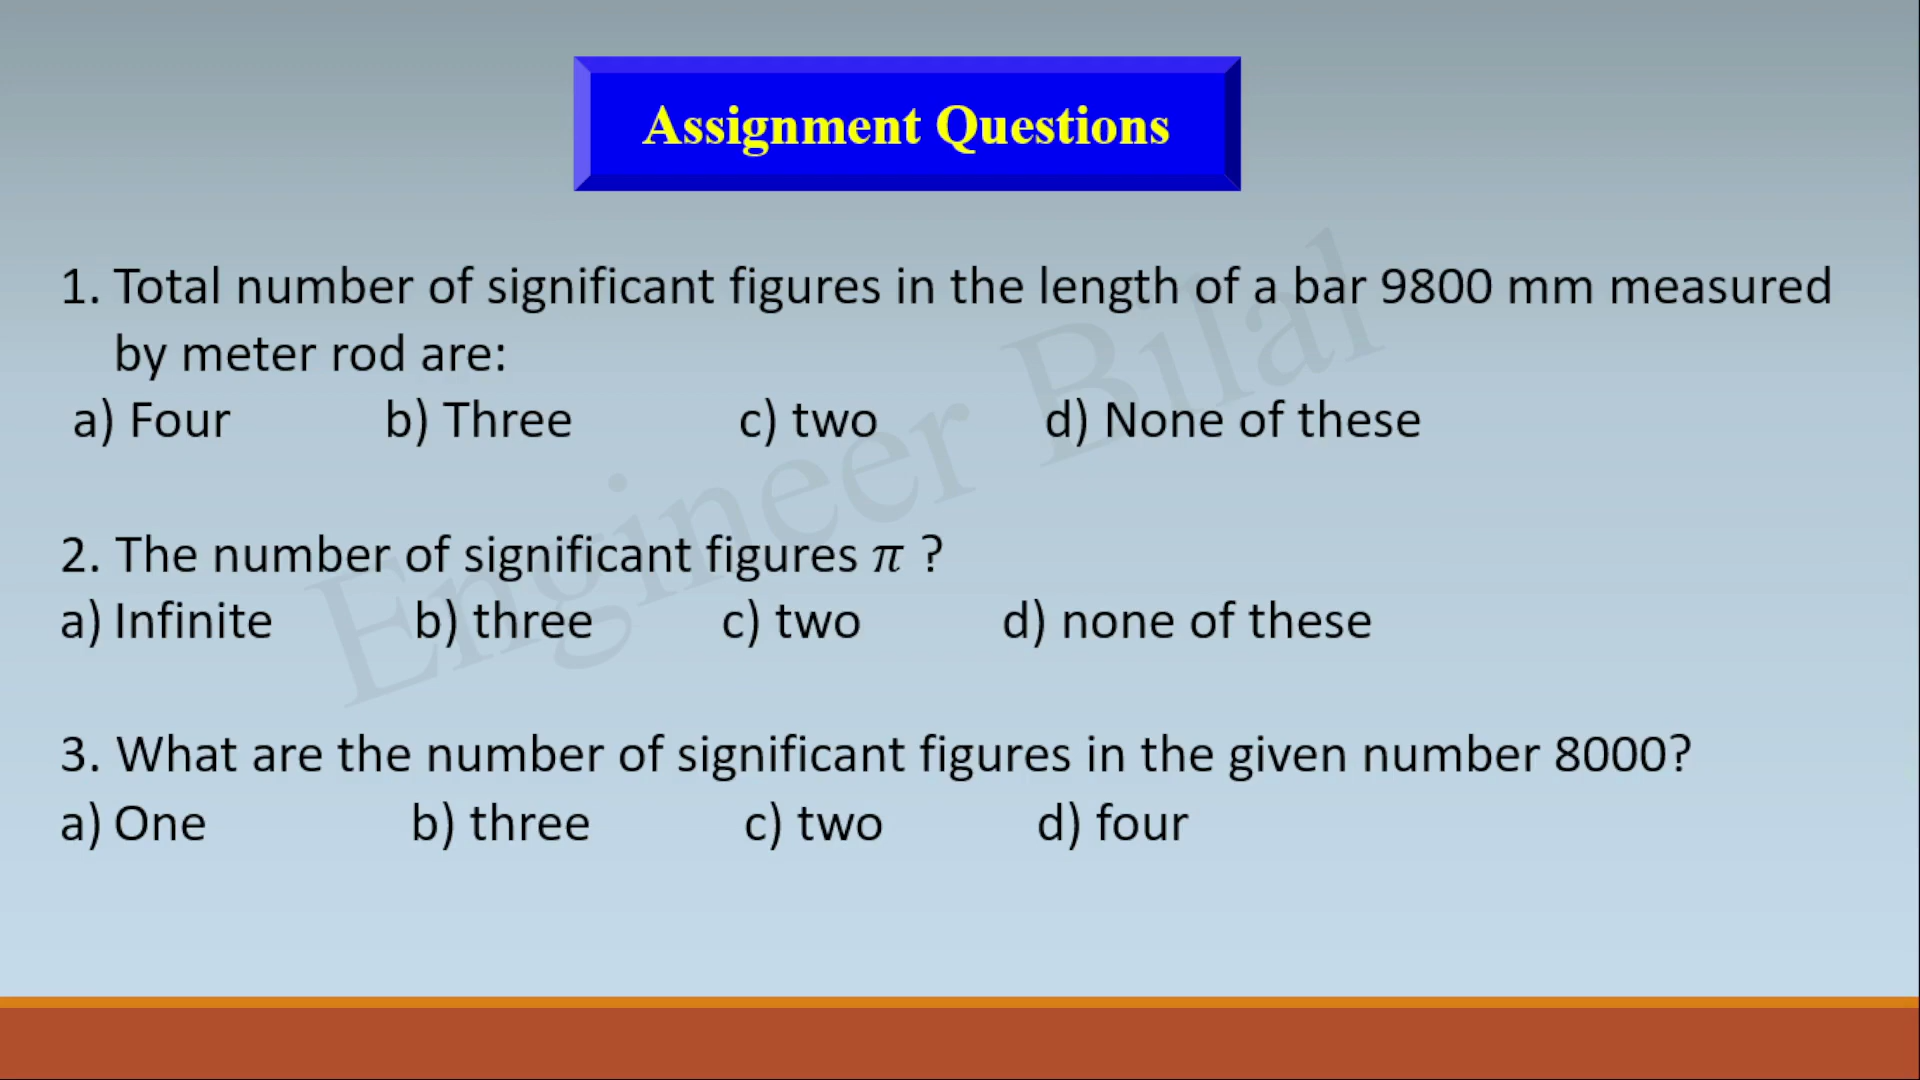 Assignment Questions
1. Total number of significant figures in the length of a bar 9800 mm measured
by meter rod are:
a) Four b) Three c) two d) None of these
2. The number of significant figures π ?
a) Infinite b) three c) two d) none of these
3. What are the number of significant figures in the given number 8000?
a) One b) three c) two d) four
Engineer Bilal